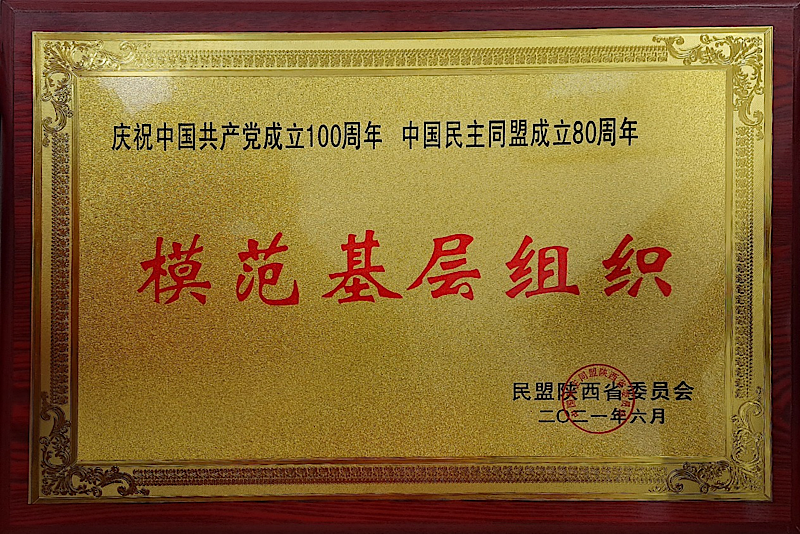 庆祝中国共产党成立100周年 中国民主同盟成立80周年
模范基层组织
民盟陕西省委员会
二〇二一年六月